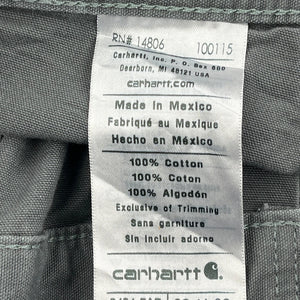 RN# 14806 100115
Carhartt, Inc. P. O. Box 600
Dearborn, MI 48121 USA
carhartt.com
Made in Mexico
Fabriqué au Mexique
Hecho en México
100% Cotton
100% Coton
100% Algodón
Exclusive of Trimming
Sans garniture
Sin incluir adorno
carhartt